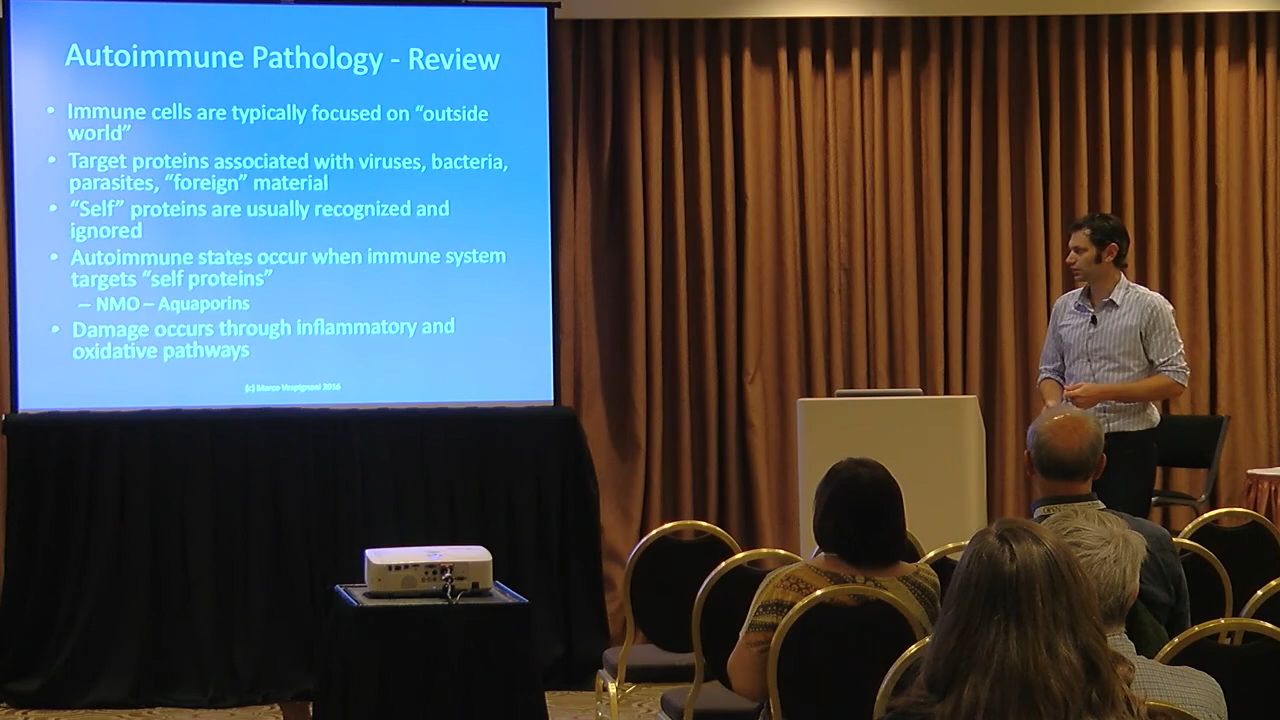 Autoimmune Pathology - Review
• Immune cells are typically focused on “outside
world”
• Target proteins associated with viruses, bacteria,
parasites, “foreign” material
• “Self” proteins are usually recognized and
ignored
• Autoimmune states occur when immune system
targets “self proteins”
– NMO – Aquaporins
• Damage occurs through inflammatory and
oxidative pathways
(c) Marco Vespignani 2016